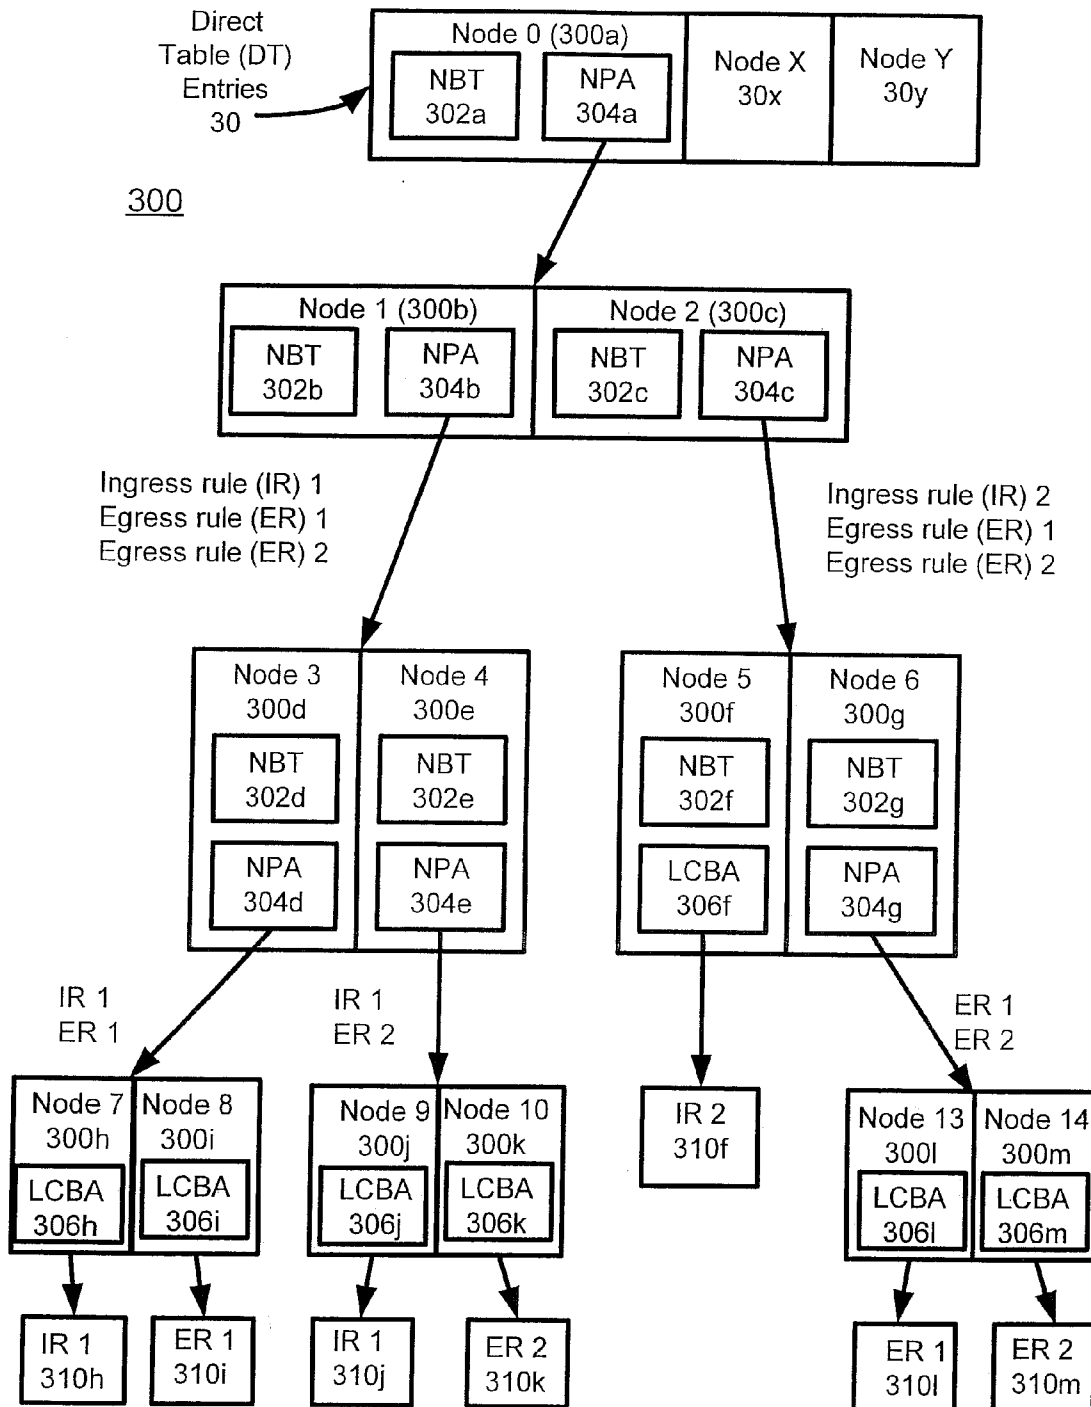 Direct
Table (DT)
Entries
30
Node 0 (300a)
NBT
302a
NPA
304a
Node X
30x
Node Y
30y
300
Node 1 (300b)
NBT
302b
NPA
304b
Node 2 (300c)
NBT
302c
NPA
304c
Ingress rule (IR) 1
Egress rule (ER) 1
Egress rule (ER) 2
Ingress rule (IR) 2
Egress rule (ER) 1
Egress rule (ER) 2
Node 3
300d
NBT
302d
NPA
304d
Node 4
300e
NBT
302e
NPA
304e
Node 5
300f
NBT
302f
LCBA
306f
Node 6
300g
NBT
302g
NPA
304g
IR 1
ER 1
IR 1
ER 2
ER 1
ER 2
Node 7
300h
LCBA
306h
Node 8
300i
LCBA
306i
Node 9
300j
LCBA
306j
Node 10
300k
LCBA
306k
IR 2
310f
Node 13
300l
LCBA
306l
Node 14
300m
LCBA
306m
IR 1
310h
ER 1
310i
IR 1
310j
ER 2
310k
ER 1
310l
ER 2
310m